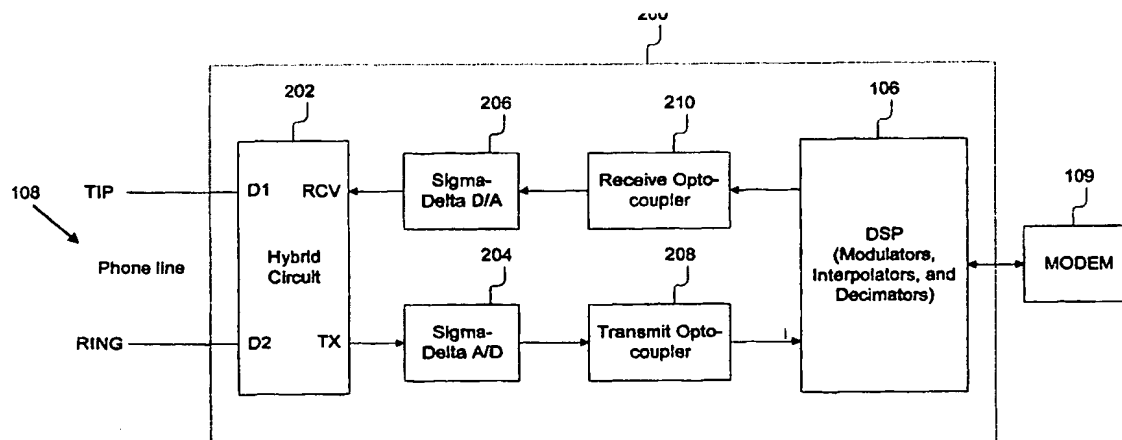 200
202
206
210
106
109
108
TIP
D1
RCV
Sigma-
Delta D/A
Receive Opto-
coupler
DSP
(Modulators,
Interpolators, and
Decimators)
MODEM
Phone line
Hybrid
Circuit
204
208
RING
D2
TX
Sigma-
Delta A/D
Transmit Opto-
coupler